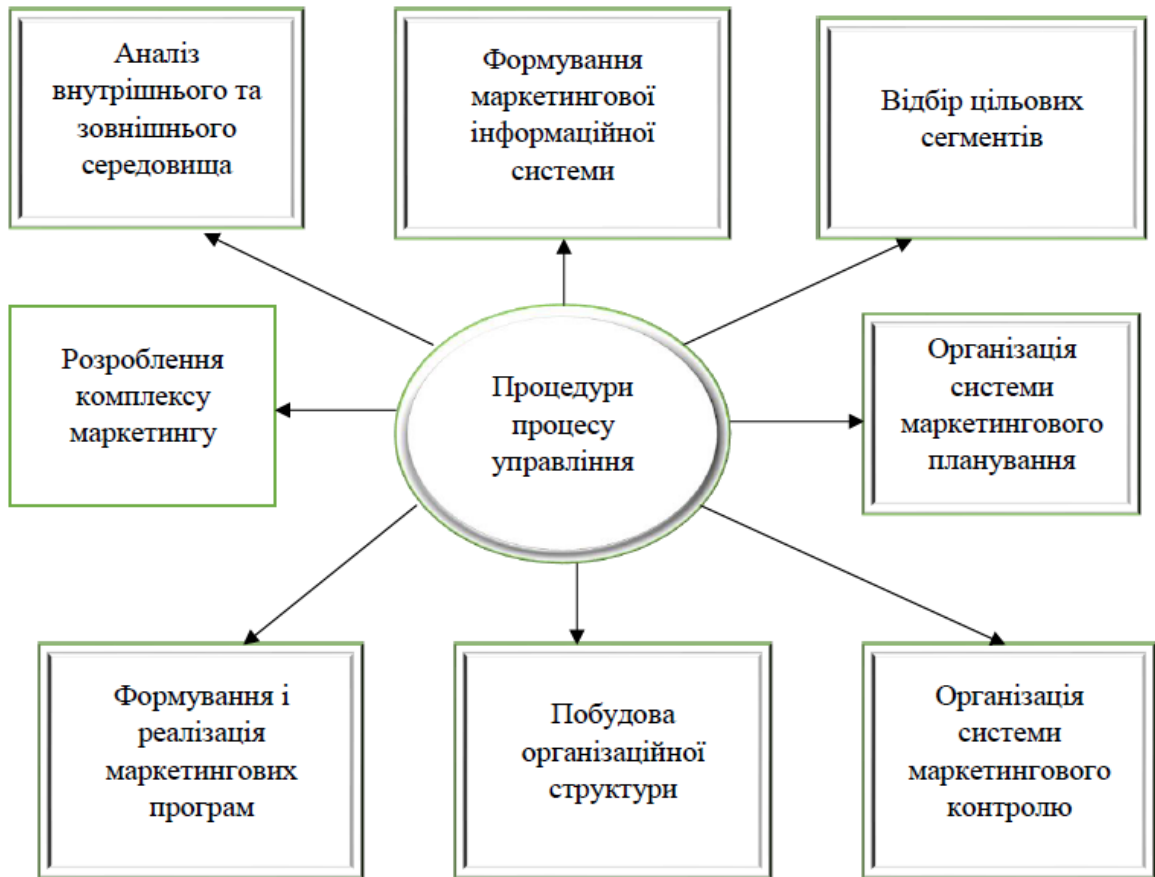 Аналіз
внутрішнього та
зовнішнього
середовища
Формування
маркетингової
інформаційної
системи
Відбір цільових
сегментів
Розроблення
комплексу
маркетингу
Процедури
процесу
управління
Організація
системи
маркетингового
планування
Формування і
реалізація
маркетингових
програм
Побудова
організаційної
структури
Організація
системи
маркетингового
контролю